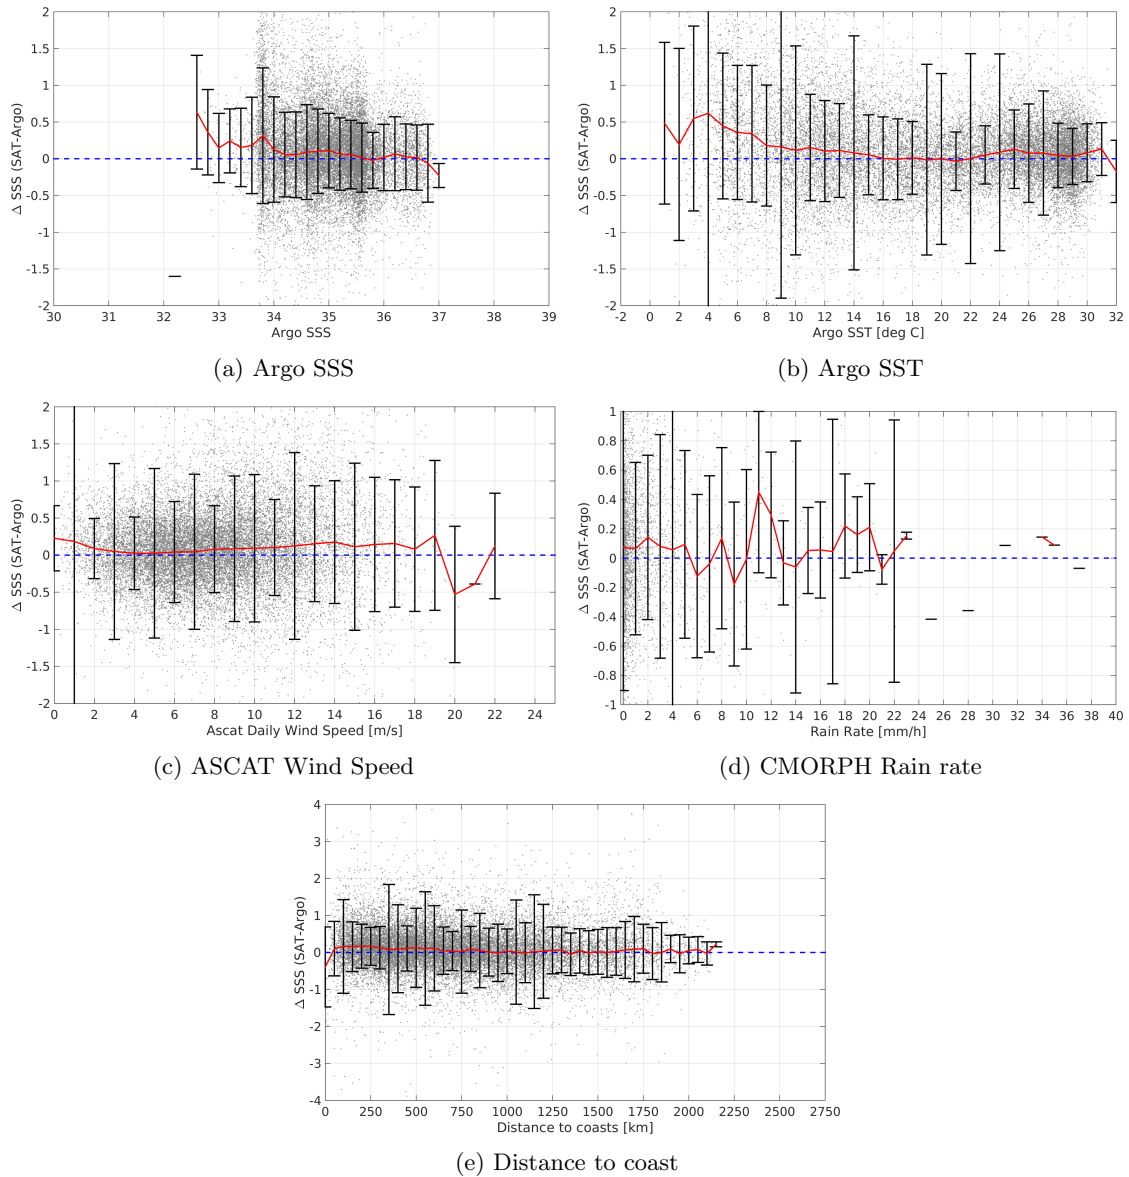 2
1.5
1
0.5
0
-0.5
-1
-1.5
-2
Δ SSS (SAT-Argo)
30 31 32 33 34 35 36 37 38 39
Argo SSS
(a) Argo SSS
2
1.5
1
0.5
0
-0.5
-1
-1.5
-2
Δ SSS (SAT-Argo)
-2 0 2 4 6 8 10 12 14 16 18 20 22 24 26 28 30 32
Argo SST [deg C]
(b) Argo SST
2
1.5
1
0.5
0
-0.5
-1
-1.5
-2
Δ SSS (SAT-Argo)
0 2 4 6 8 10 12 14 16 18 20 22 24
Ascat Daily Wind Speed [m/s]
(c) ASCAT Wind Speed
1
0.8
0.6
0.4
0.2
0
-0.2
-0.4
-0.6
-0.8
-1
Δ SSS (SAT-Argo)
0 2 4 6 8 10 12 14 16 18 20 22 24 26 28 30 32 34 36 38 40
Rain Rate [mm/h]
(d) CMORPH Rain rate
4
3
2
1
0
-1
-2
-3
-4
Δ SSS (SAT-Argo)
0 250 500 750 1000 1250 1500 1750 2000 2250 2500 2750
Distance to coasts [km]
(e) Distance to coast